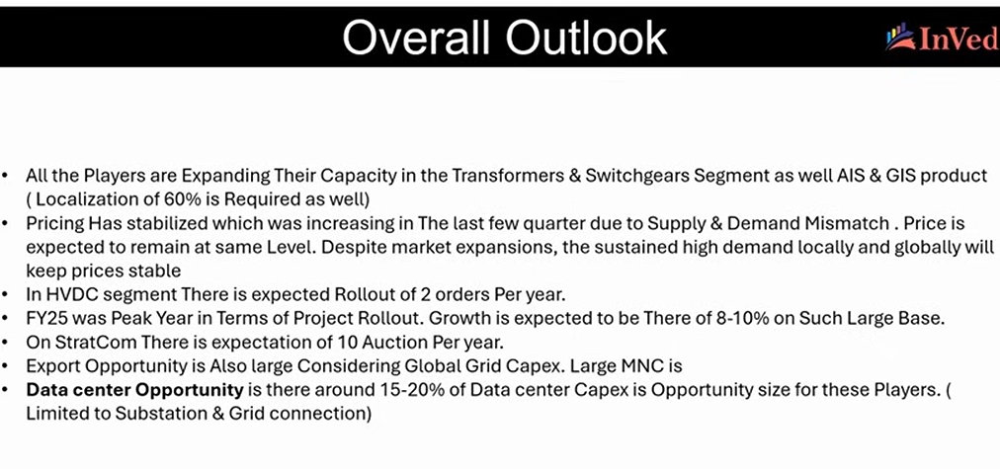 Overall Outlook
InVed
• All the Players are Expanding Their Capacity in the Transformers & Switchgears Segment as well AIS & GIS product
( Localization of 60% is Required as well)
• Pricing Has stabilized which was increasing in The last few quarter due to Supply & Demand Mismatch . Price is
expected to remain at same Level. Despite market expansions, the sustained high demand locally and globally will
keep prices stable
• In HVDC segment There is expected Rollout of 2 orders Per year.
• FY25 was Peak Year in Terms of Project Rollout. Growth is expected to be There of 8-10% on Such Large Base.
• On StratCom There is expectation of 10 Auction Per year.
• Export Opportunity is Also large Considering Global Grid Capex. Large MNC is
• Data center Opportunity is there around 15-20% of Data center Capex is Opportunity size for these Players. (
Limited to Substation & Grid connection)